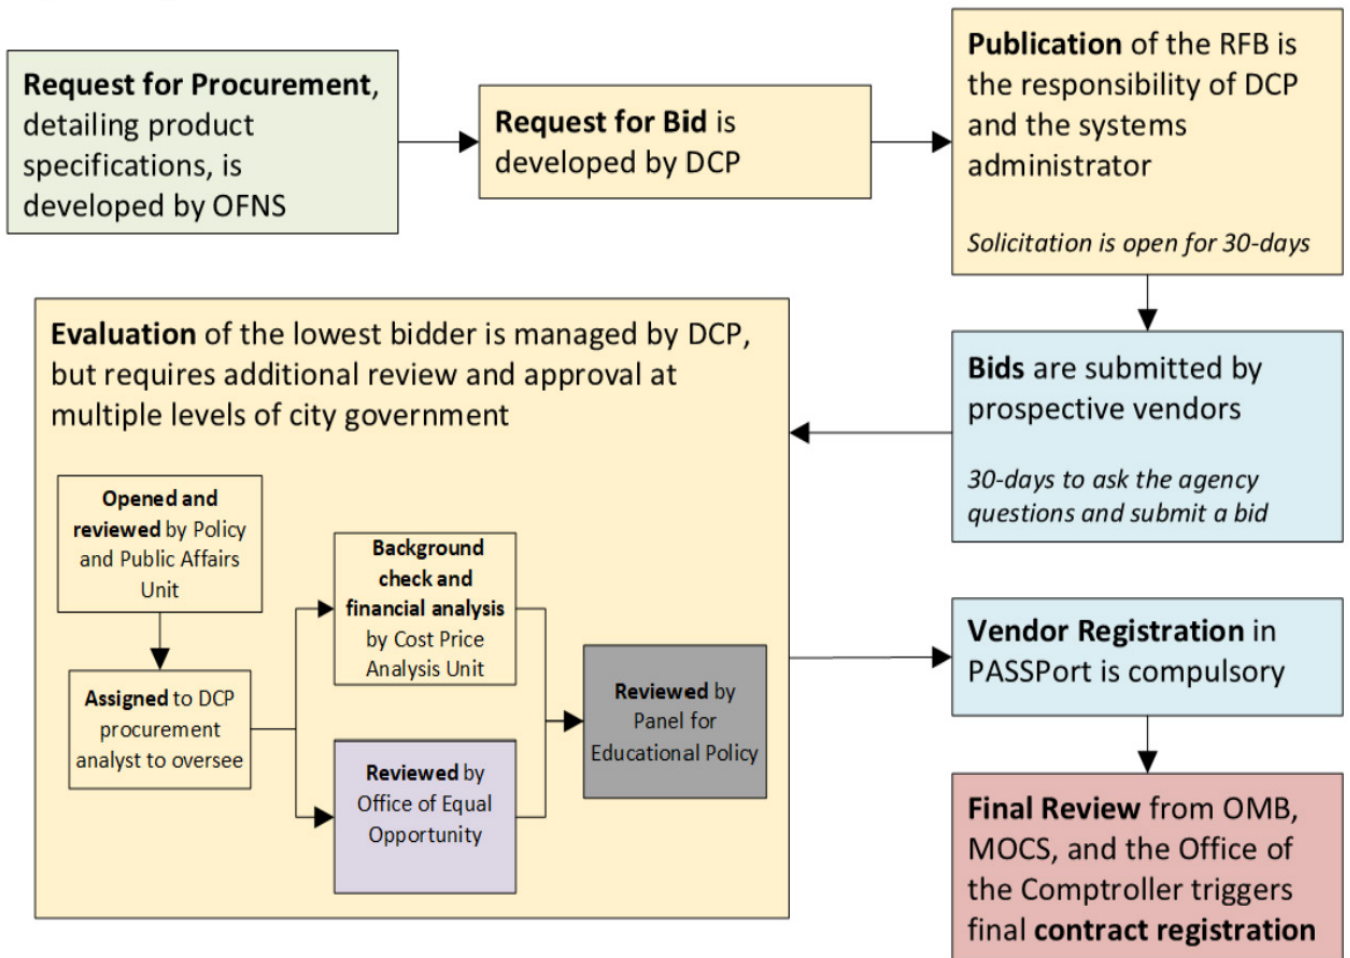 Request for Procurement,
detailing product
specifications, is
developed by OFNS
Request for Bid is
developed by DCP
Publication of the RFB is
the responsibility of DCP
and the systems
administrator
Solicitation is open for 30-days
Bids are submitted by
prospective vendors
30-days to ask the agency
questions and submit a bid
Evaluation of the lowest bidder is managed by DCP,
but requires additional review and approval at
multiple levels of city government
Opened and
reviewed by Policy
and Public Affairs
Unit
Assigned to DCP
procurement
analyst to oversee
Background
check and
financial analysis
by Cost Price
Analysis Unit
Reviewed by
Office of Equal
Opportunity
Reviewed by
Panel for
Educational Policy
Vendor Registration in
PASSPort is compulsory
Final Review from OMB,
MOCS, and the Office of
the Comptroller triggers
final contract registration